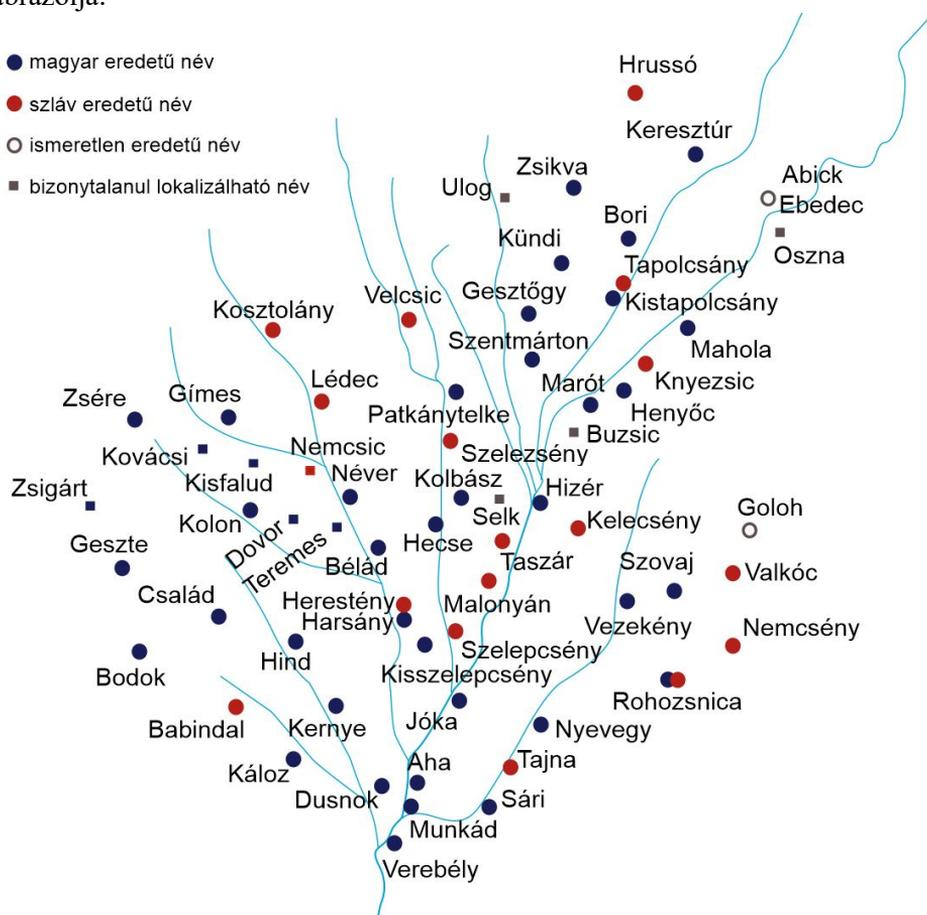 ábrázolja.
magyar eredetű név
szláv eredetű név
ismeretlen eredetű név
bizonytalanul lokalizálható név
Hrussó
Keresztúr
Zsikva
Abick
Ulog
Ebedec
Bori
Kündi
Oszna
Tapolcsány
Gesztőgy
Velcsic
Kistapolcsány
Kosztolány
Szentmárton
Mahola
Lédec
Marót
Knyezsic
Zsére
Gímes
Patkánytelke
Henyőc
Buzsic
Nemcsic
Szelezsény
Kovácsi
Néver
Kolbász
Kisfalud
Zsigárt
Hizér
Goloh
Selk
Kolon
Kelecsény
Dovor
Hecse
Geszte
Teremes
Taszár
Szovaj
Bélád
Valkóc
Család
Herestény
Malonyán
Harsány
Vezekény
Nemcsény
Szelepcsény
Hind
Kisszelepcsény
Bodok
Rohozsnica
Jóka
Babindal
Kernye
Nyevegy
Aha
Tajna
Káloz
Dusnok
Sári
Munkád
Verebély